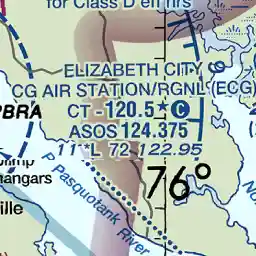 for Class D eff hrs
ELIZABETH CITY
CG AIR STATION/RGNL (ECG)
CT - 120.5 * C
ASOS 124.375
11 *L 72 122.95
PBRA
76°
P Pasquotank River